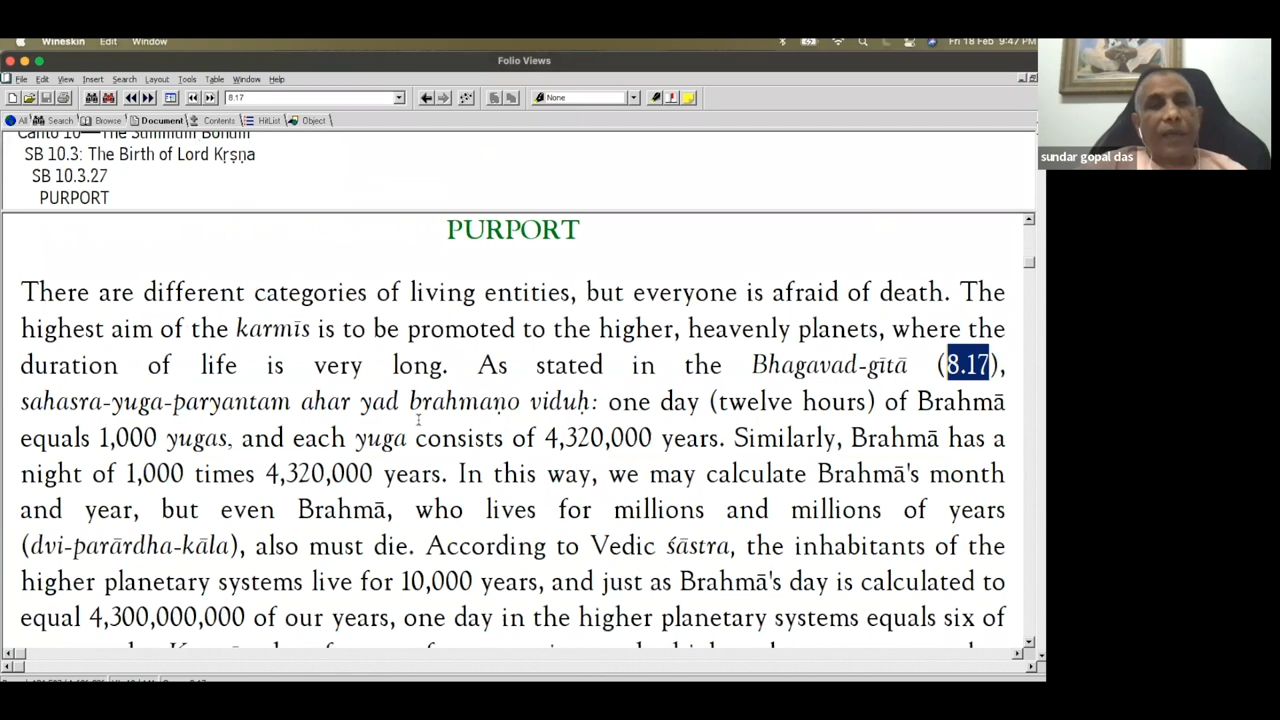 Wineskin Edit Window Fri 18 Feb 9:47 PM
Folio Views
File Edit View Insert Search Layout Tools Table Window Help
8.17 None
All Search Browse Document Contents HitList Object
Canto 10—The Summum Bonum
SB 10.3: The Birth of Lord Kṛṣṇa
SB 10.3.27
PURPORT
sundar gopal das
PURPORT
There are different categories of living entities, but everyone is afraid of death. The
highest aim of the karmīs is to be promoted to the higher, heavenly planets, where the
duration of life is very long. As stated in the Bhagavad-gītā (8.17),
sahasra-yuga-paryantam ahar yad brahmaṇo viduḥ: one day (twelve hours) of Brahmā
equals 1,000 yugas, and each yuga consists of 4,320,000 years. Similarly, Brahmā has a
night of 1,000 times 4,320,000 years. In this way, we may calculate Brahmā's month
and year, but even Brahmā, who lives for millions and millions of years
(dvi-parārdha-kāla), also must die. According to Vedic śāstra, the inhabitants of the
higher planetary systems live for 10,000 years, and just as Brahmā's day is calculated to
equal 4,300,000,000 of our years, one day in the higher planetary systems equals six of